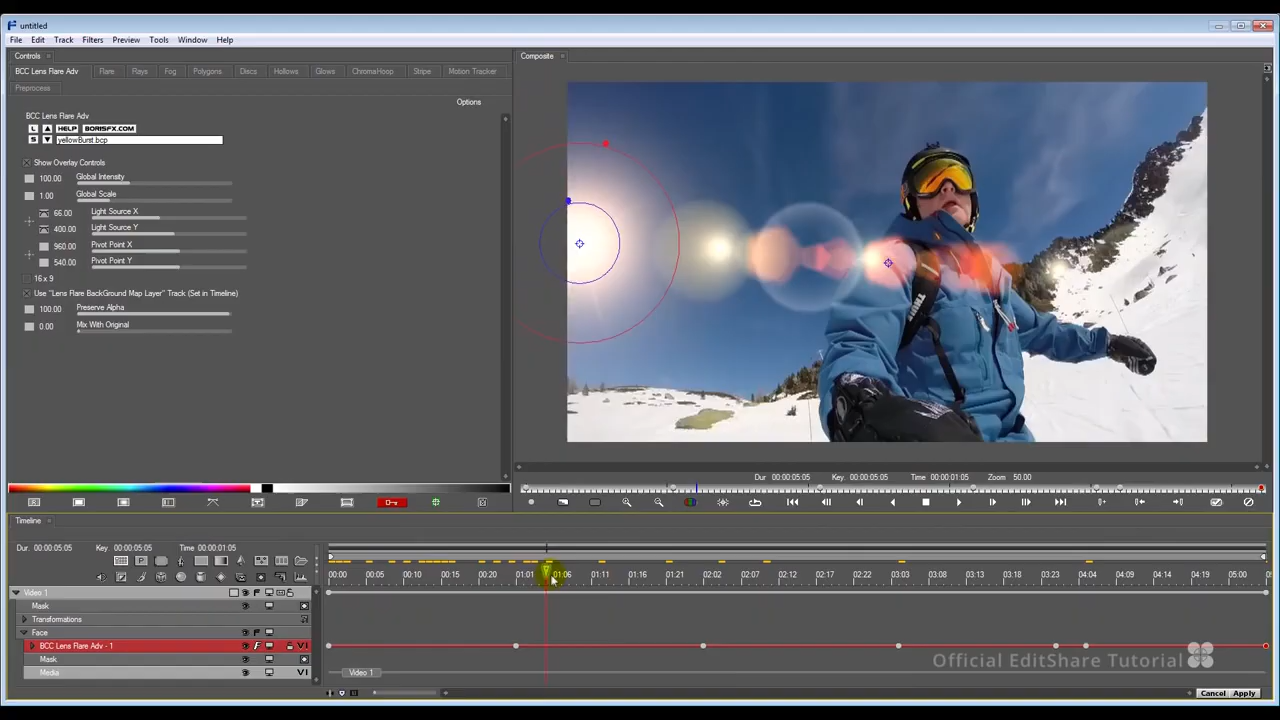 untitled
File Edit Track Filters Preview Tools Window Help
Controls
BCC Lens Flare Adv Flare Rays Fog Polygons Discs Hollows Glows ChromaHoop Stripe Motion Tracker
Preprocess
Options
BCC Lens Flare Adv
L HELP BORISFX.COM
S yellowBurst.bcp
Show Overlay Controls
100.00 Global Intensity
1.00 Global Scale
66.00 Light Source X
400.00 Light Source Y
960.00 Pivot Point X
540.00 Pivot Point Y
16 x 9
Use "Lens Flare BackGround Map Layer" Track (Set in Timeline)
100.00 Preserve Alpha
0.00 Mix With Original
Composite
Dur 00:00:05:05 Key 00:00:05:05 Time 00:00:01:05 Zoom 50.00
Timeline
Dur. 00:00:05:05 Key. 00:00:05:05 Time 00:00:01:05
00:00 00:05 00:10 00:15 00:20 01:01 01:06 01:11 01:16 01:21 02:02 02:07 02:12 02:17 02:22 03:03 03:08 03:13 03:18 03:23 04:04 04:09 04:14 04:19 05:00
Video 1
Mask
Transformations
Face
BCC Lens Flare Adv - 1 V1
Mask
Media V1
Video 1
Official EditShare Tutorial
Cancel Apply